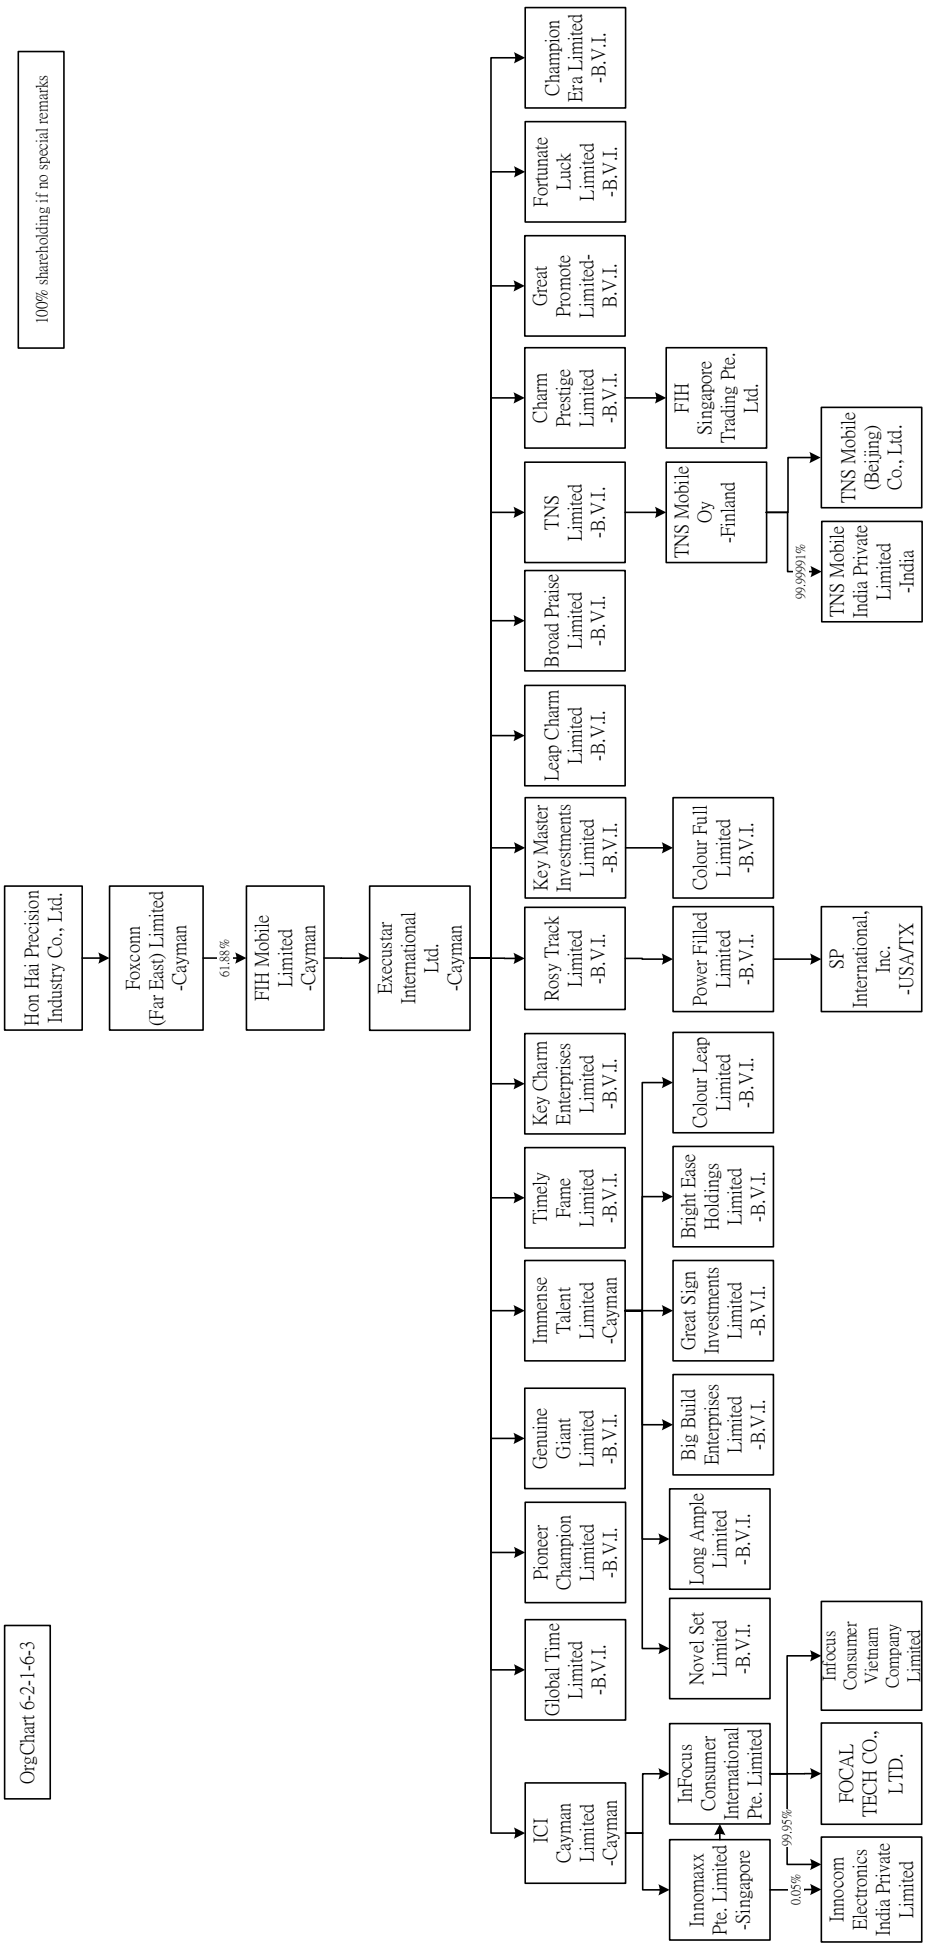 OrgChart 6-2-1-6-3
100% shareholding if no special remarks
Hon Hai Precision
Industry Co., Ltd.
Foxconn
(Far East) Limited
-Cayman
61.88%
FIH Mobile
Limited
-Cayman
Execustar
International
Ltd.
-Cayman
ICI
Cayman
Limited
-Cayman
Global Time
Limited
-B.V.I.
Pioneer
Champion
Limited
-B.V.I.
Genuine
Giant
Limited
-B.V.I.
Immense
Talent
Limited
-Cayman
Timely
Fame
Limited
-B.V.I.
Key Charm
Enterprises
Limited
-B.V.I.
Rosy Track
Limited
-B.V.I.
Key Master
Investments
Limited
-B.V.I.
Leap Charm
Limited
-B.V.I.
Broad Praise
Limited
-B.V.I.
TNS
Limited
-B.V.I.
Charm
Prestige
Limited
-B.V.I.
Great
Promote
Limited-
B.V.I.
Fortunate
Luck
Limited
-B.V.I.
Champion
Era Limited
-B.V.I.
Innomaxx
Pte. Limited
-Singapore
InFocus
Consumer
International
Pte. Limited
Novel Set
Limited
-B.V.I.
Long Ample
Limited
-B.V.I.
Big Build
Enterprises
Limited
-B.V.I.
Great Sign
Investments
Limited
-B.V.I.
Bright Ease
Holdings
Limited
-B.V.I.
Colour Leap
Limited
-B.V.I.
Power Filled
Limited
-B.V.I.
Colour Full
Limited
-B.V.I.
TNS Mobile
Oy
-Finland
FIH
Singapore
Trading Pte.
Ltd.
0.05%
99.95%
99.99991%
Innocom
Electronics
India Private
Limited
FOCAL
TECH CO.,
LTD.
Infocus
Consumer
Vietnam
Company
Limited
SP
International,
Inc.
-USA/TX
TNS Mobile
India Private
Limited
-India
TNS Mobile
(Beijing)
Co., Ltd.